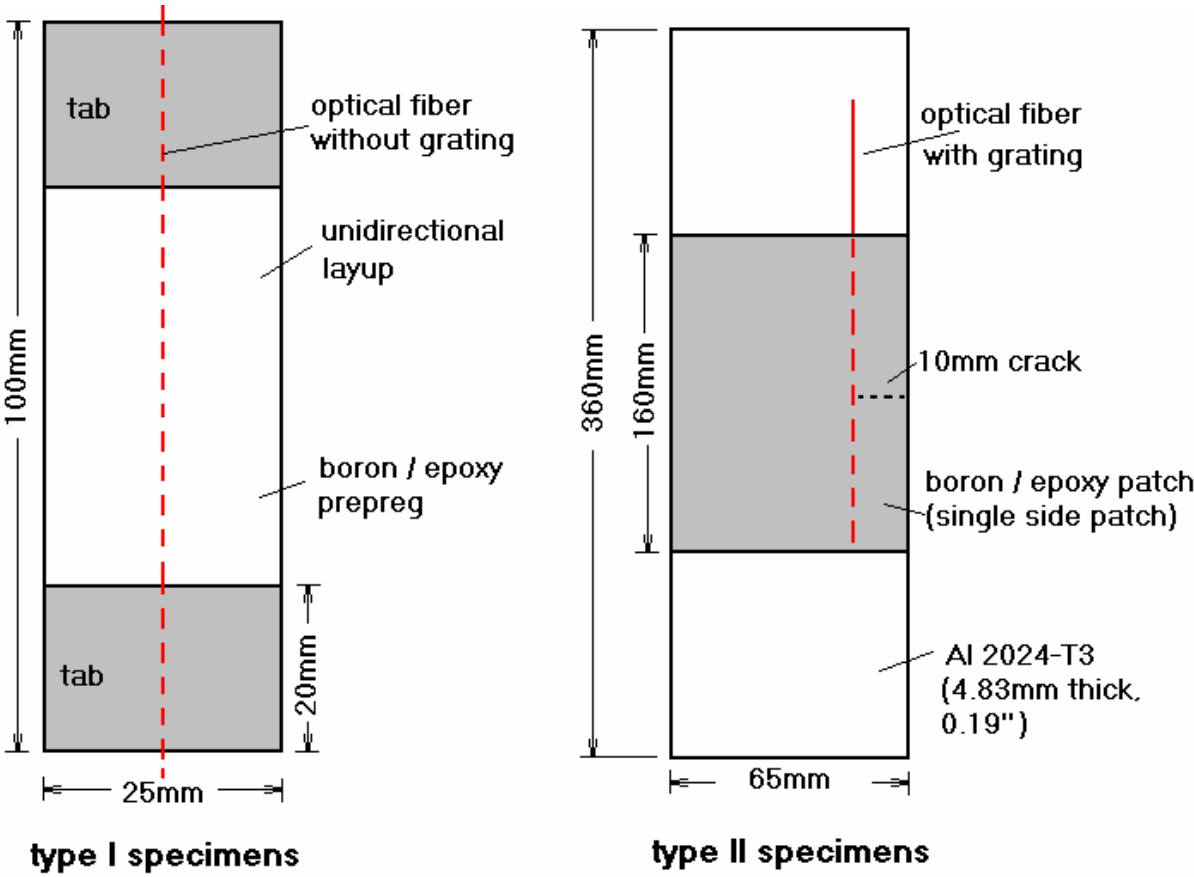 tab
optical fiber
without grating
unidirectional
layup
100mm
boron / epoxy
prepreg
tab
20mm
25mm
type I specimens
optical fiber
with grating
360mm
160mm
10mm crack
boron / epoxy patch
(single side patch)
Al 2024-T3
(4.83mm thick,
0.19")
65mm
type II specimens